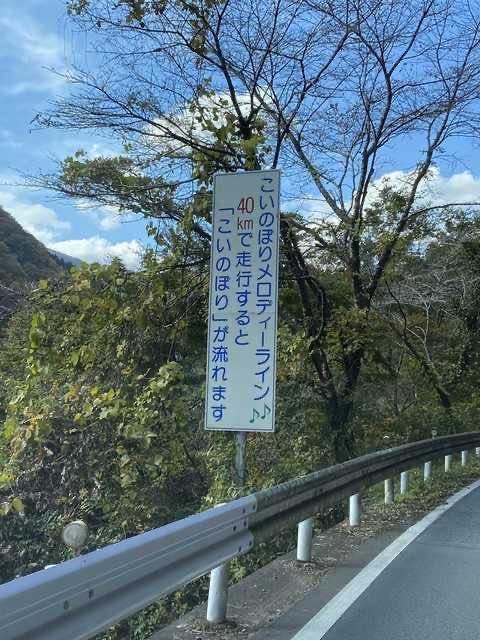 こいのぼりメロディーライン♪♪
40kmで走行すると
「こいのぼり」が流れます